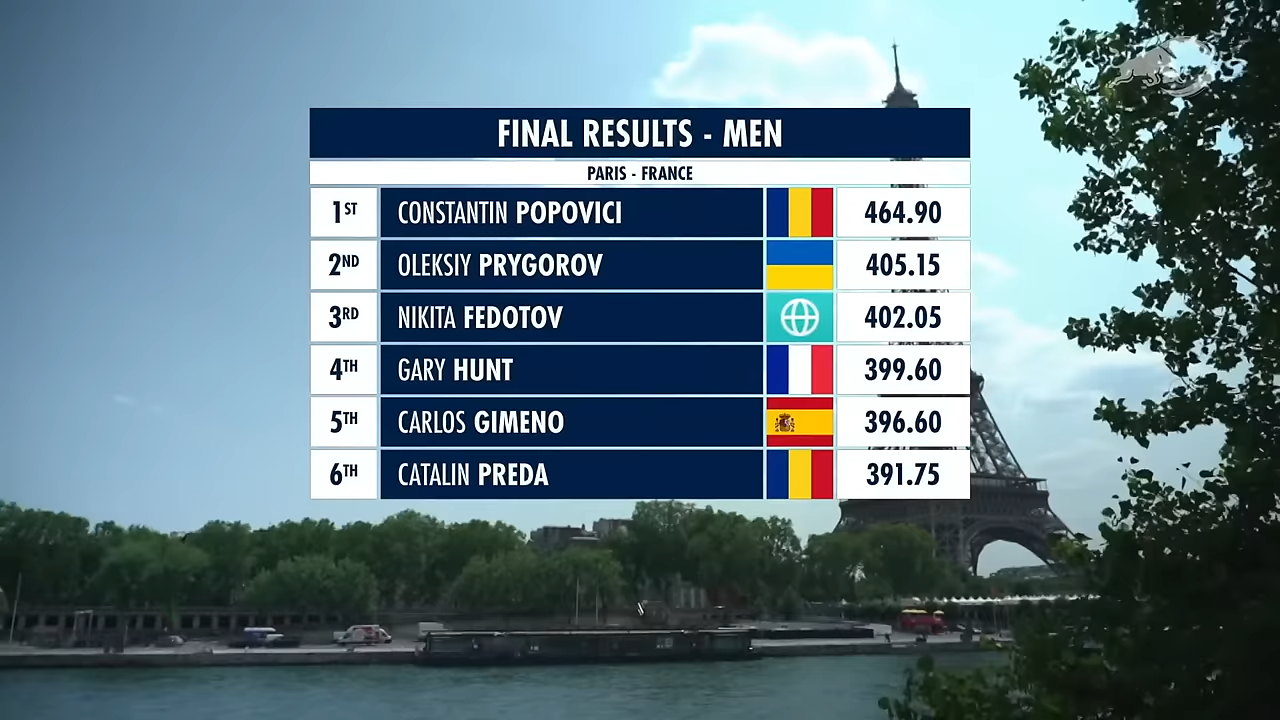 FINAL RESULTS - MEN
PARIS - FRANCE
1ST CONSTANTIN POPOVICI 464.90
2ND OLEKSIY PRYGOROV 405.15
3RD NIKITA FEDOTOV 402.05
4TH GARY HUNT 399.60
5TH CARLOS GIMENO 396.60
6TH CATALIN PREDA 391.75